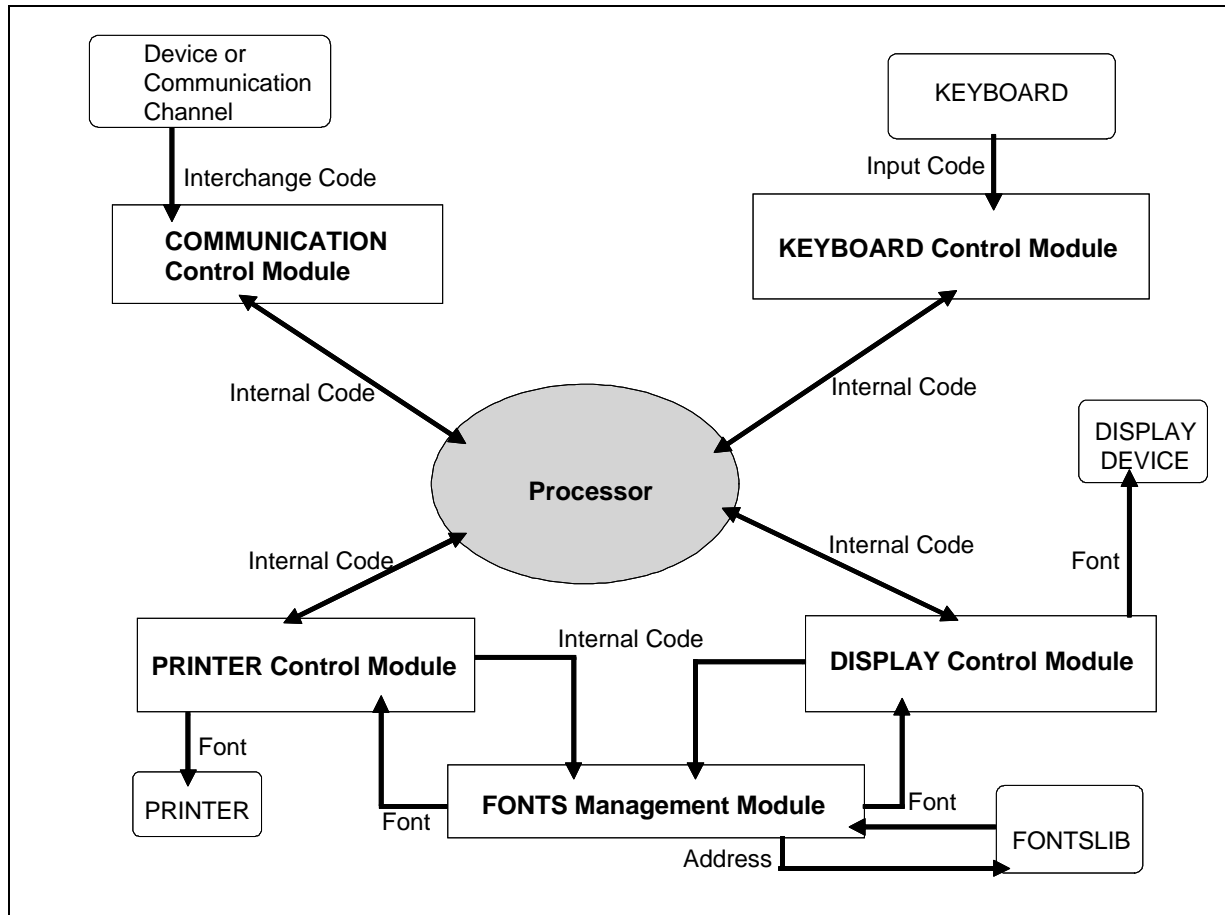 Device or
Communication
Channel
KEYBOARD
Interchange Code
Input Code
COMMUNICATION
Control Module
KEYBOARD Control Module
Internal Code
Internal Code
DISPLAY
DEVICE
Processor
Internal Code
Internal Code
Font
Internal Code
PRINTER Control Module
DISPLAY Control Module
Font
PRINTER
FONTS Management Module
Font
Font
FONTSLIB
Address